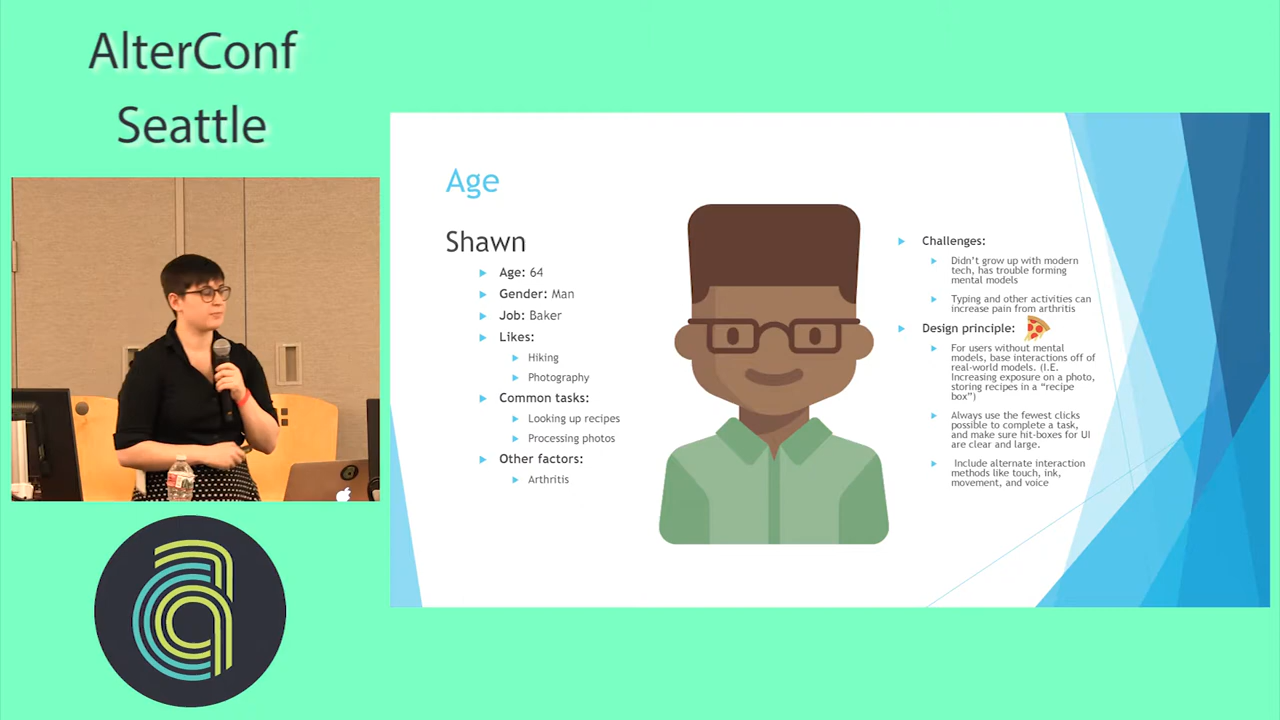 AlterConf
Seattle
Age
Shawn
Age: 64
Gender: Man
Job: Baker
Likes:
Hiking
Photography
Common tasks:
Looking up recipes
Processing photos
Other factors:
Arthritis
Challenges:
Didn't grow up with modern
tech, has trouble forming
mental models
Typing and other activities can
increase pain from arthritis
Design principle:
For users without mental
models, base interactions off of
real-world models. (I.E.
Increasing exposure on a photo,
storing recipes in a “recipe
box”)
Always use the fewest clicks
possible to complete a task,
and make sure hit-boxes for UI
are clear and large.
Include alternate interaction
methods like touch, ink,
movement, and voice